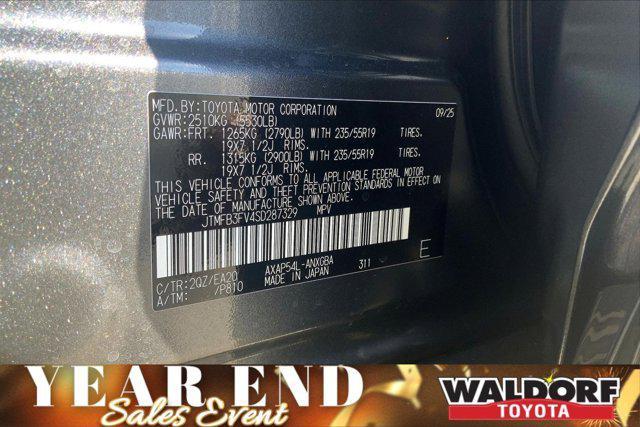 MFD.BY:TOYOTA MOTOR CORPORATION 09/25
GVWR:2510KG (5530LB)
GAWR:FRT. 1265KG (2790LB) WITH 235/55R19 TIRES.
19X7 1/2J RIMS.
RR. 1315KG (2900LB) WITH 235/55R19 TIRES.
19X7 1/2J RIMS.
THIS VEHICLE CONFORMS TO ALL APPLICABLE FEDERAL MOTOR
VEHICLE SAFETY AND THEFT PREVENTION STANDARDS IN EFFECT ON
THE DATE OF MANUFACTURE SHOWN ABOVE.
JTMFB3FV4SD287329 MPV
E
C/TR:2QZ/EA20 AXAP54L-ANXGBA 311
A/TM: /P810 MADE IN JAPAN
YEAR END
Sales Event
WALDORF
TOYOTA